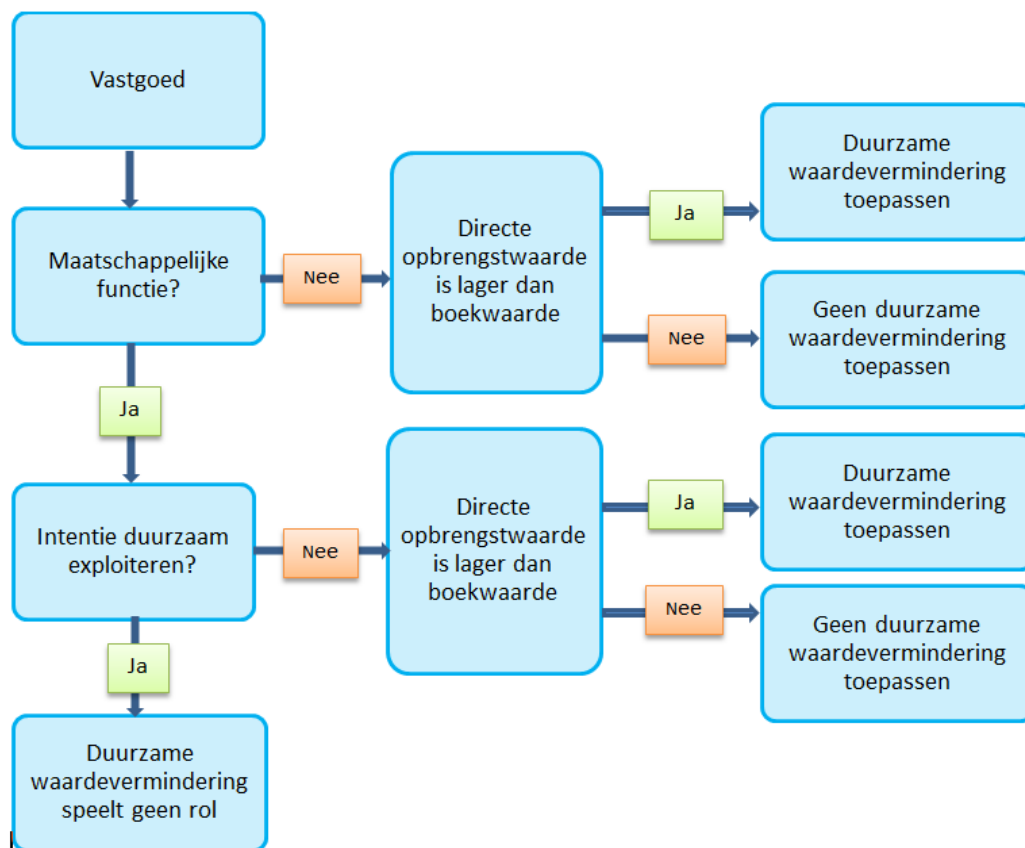 Vastgoed
Maatschappelijke
functie?
Nee
Directe
opbrengstwaarde
is lager dan
boekwaarde
Ja
Duurzame
waardevermindering
toepassen
Nee
Geen duurzame
waardevermindering
toepassen
Ja
Intentie duurzaam
exploiteren?
Nee
Directe
opbrengstwaarde
is lager dan
boekwaarde
Ja
Duurzame
waardevermindering
toepassen
Nee
Geen duurzame
waardevermindering
toepassen
Ja
Duurzame
waardevermindering
speelt geen rol